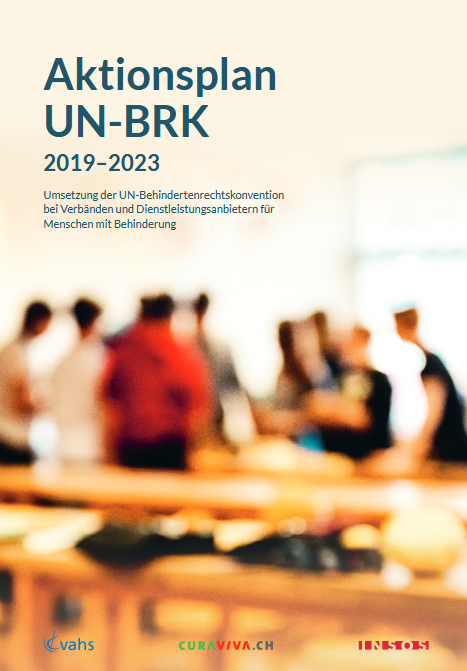 Aktionsplan
UN-BRK
2019–2023
Umsetzung der UN-Behindertenrechtskonvention
bei Verbänden und Dienstleistungsanbietern für
Menschen mit Behinderung
vahs
CURAVIVA.CH
INSOS